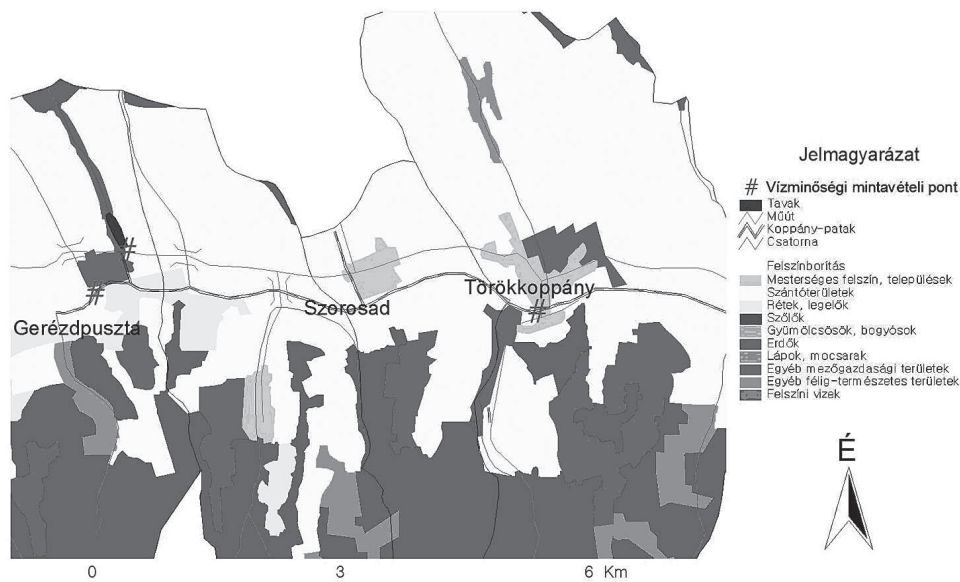 Gerézdpuszta
Szorosad
Törökkoppány
Jelmagyarázat
# Vízminőségi mintavételi pont
Tavak
Műút
Koppány-patak
Csatorna
Felszínborítás
Mesterséges felszín, települések
Szántóterületek
Rétek, legelők
Szőlők
Gyümölcsösök, bogyósok
Erdők
Lápok, mocsarak
Egyéb mezőgazdasági területek
Egyéb félig-természetes területek
Felszíni vizek
É
0 3 6 Km